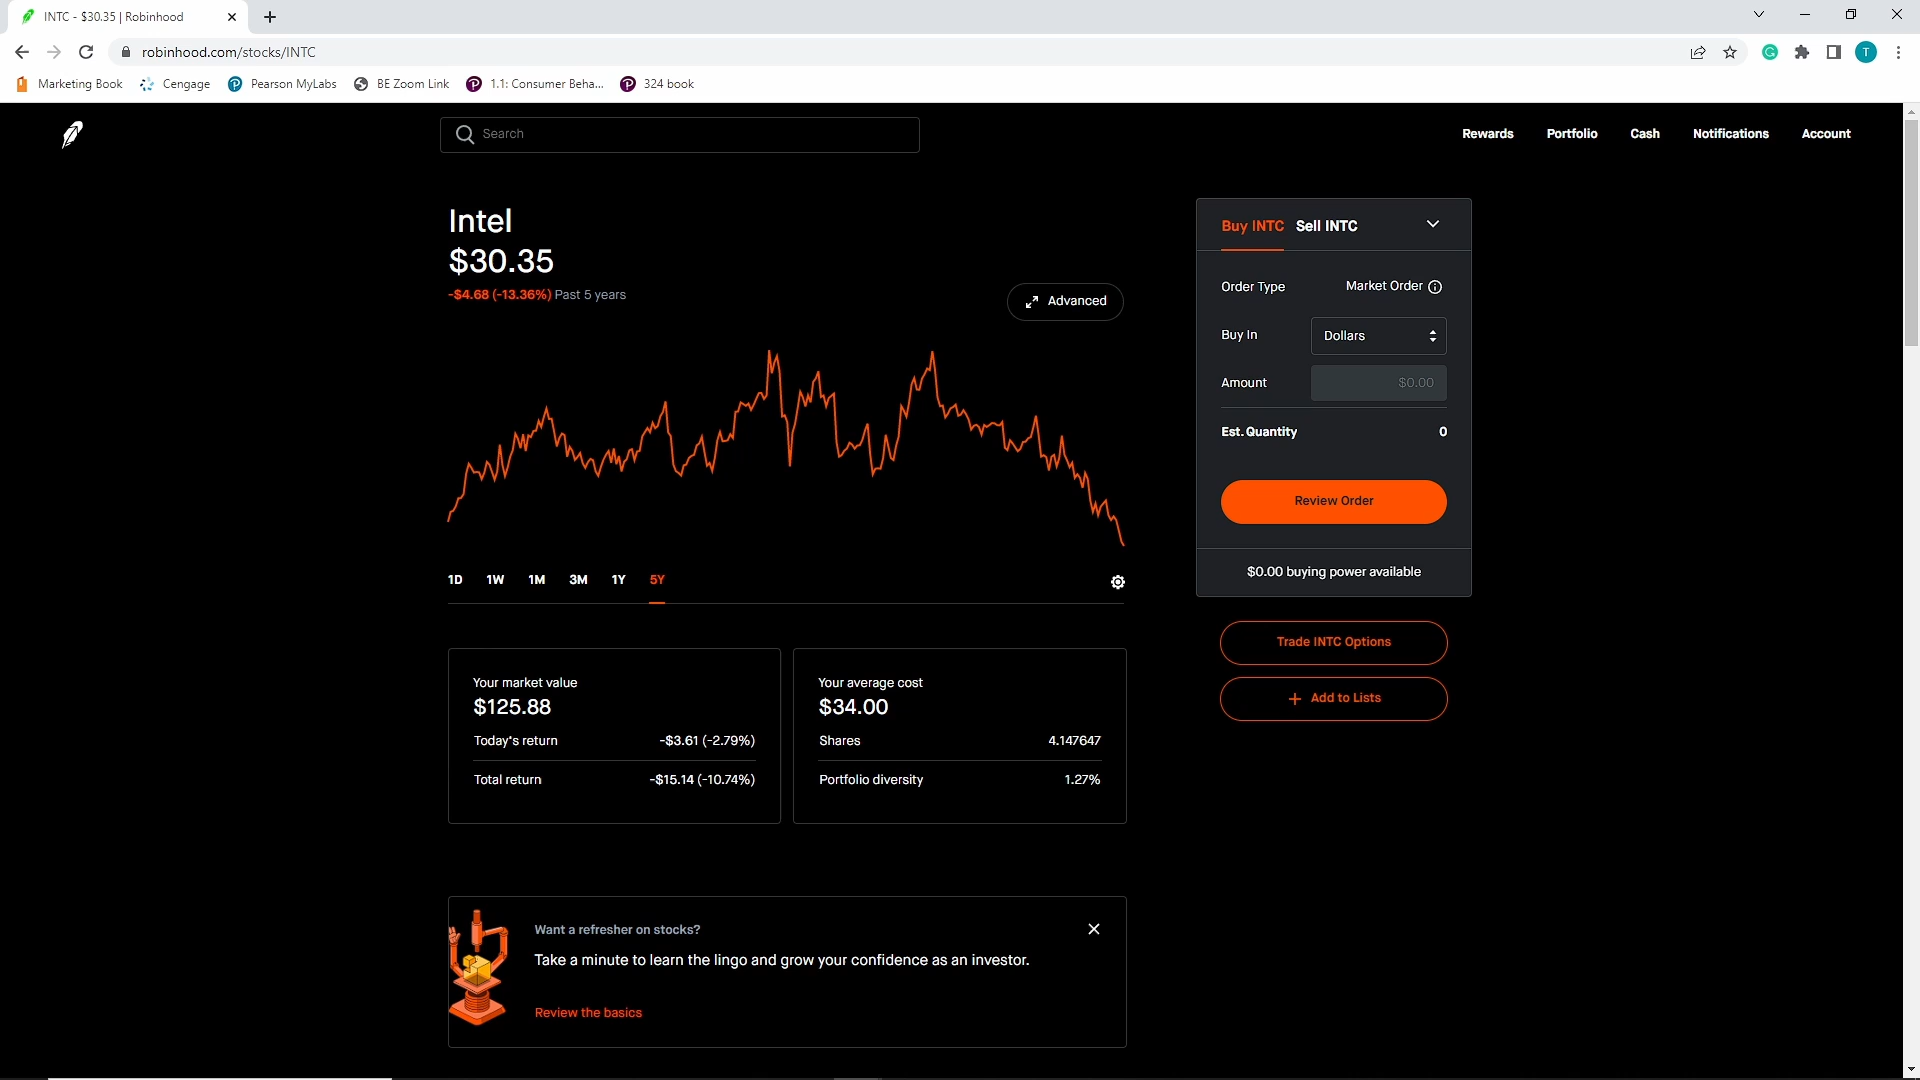 INTC - $30.35 | Robinhood
robinhood.com/stocks/INTC
T
Marketing Book
Cengage
Pearson MyLabs
BE Zoom Link
1.1: Consumer Beha...
324 book
Search
Rewards
Portfolio
Cash
Notifications
Account
Intel
$30.35
-$4.68 (-13.36%) Past 5 years
Advanced
1D 1W 1M 3M 1Y 5Y
Buy INTC Sell INTC
Order Type Market Order
Buy In Dollars
Amount $0.00
Est. Quantity 0
Review Order
$0.00 buying power available
Trade INTC Options
Add to Lists
Your market value
$125.88
Today's return -$3.61 (-2.79%)
Total return -$15.14 (-10.74%)
Your average cost
$34.00
Shares 4.147647
Portfolio diversity 1.27%
Want a refresher on stocks?
Take a minute to learn the lingo and grow your confidence as an investor.
Review the basics